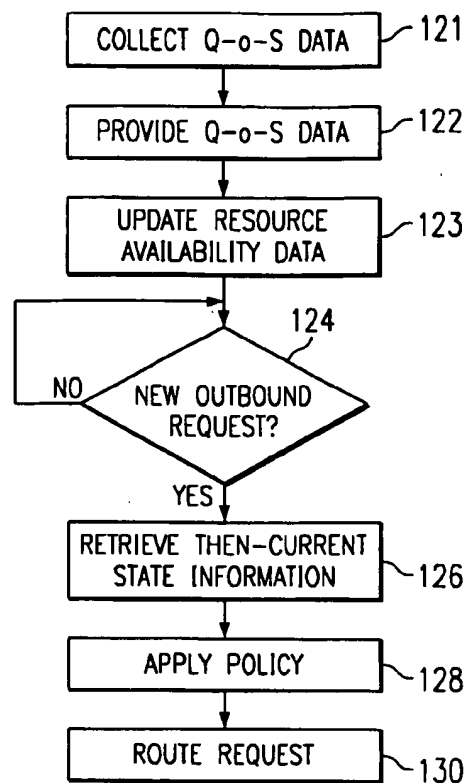 COLLECT Q-o-S DATA
121
PROVIDE Q-o-S DATA
122
UPDATE RESOURCE
AVAILABILITY DATA
123
124
NEW OUTBOUND
REQUEST?
NO
YES
RETRIEVE THEN-CURRENT
STATE INFORMATION
126
APPLY POLICY
128
ROUTE REQUEST
130